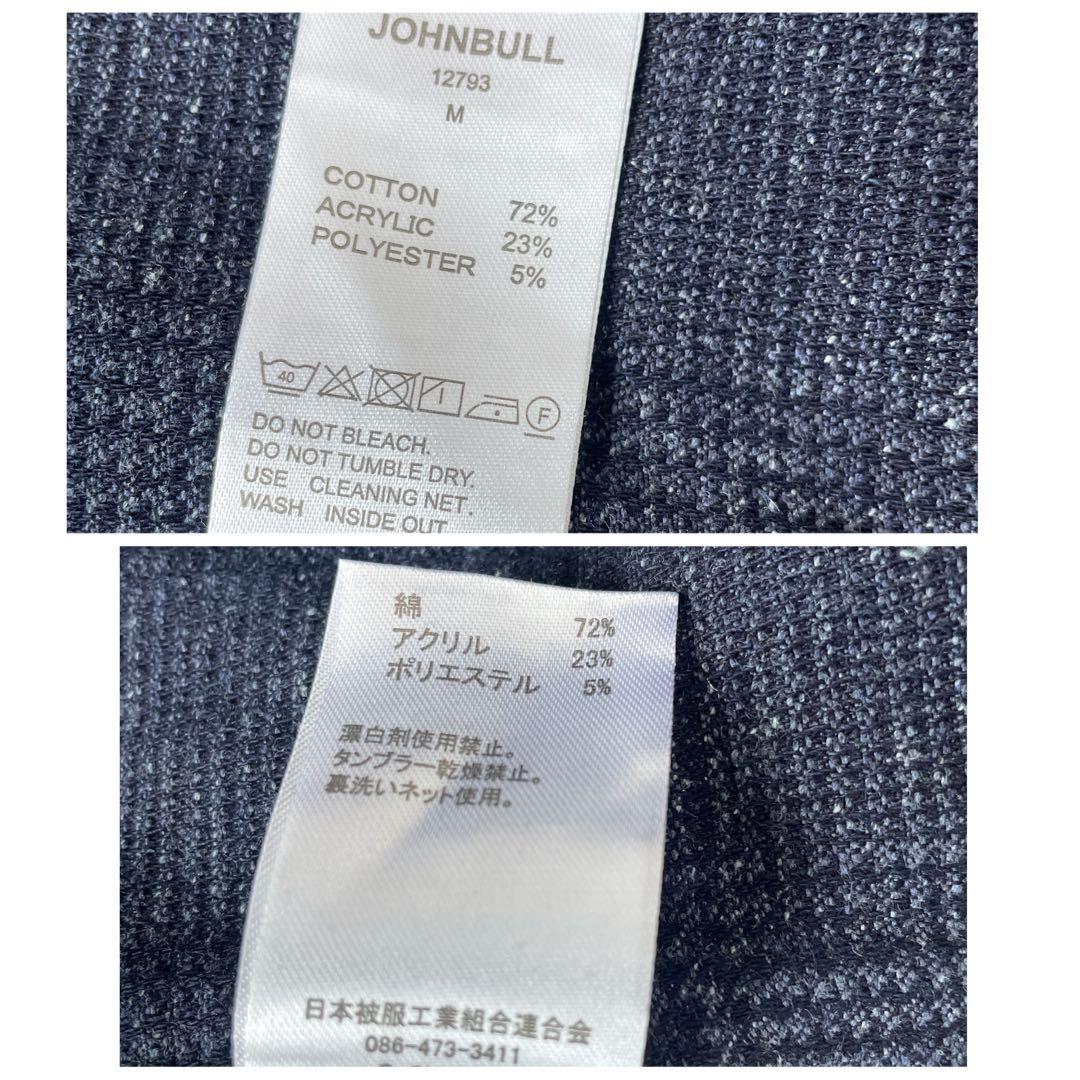 JOHNBULL
12793
M
COTTON 72%
ACRYLIC 23%
POLYESTER 5%
40 F
DO NOT BLEACH.
DO NOT TUMBLE DRY.
USE CLEANING NET.
WASH INSIDE OUT
綿 72%
アクリル 23%
ポリエステル 5%
漂白剤使用禁止。
タンブラー乾燥禁止。
裏洗いネット使用。
日本被服工業組合連合会
086-473-3411